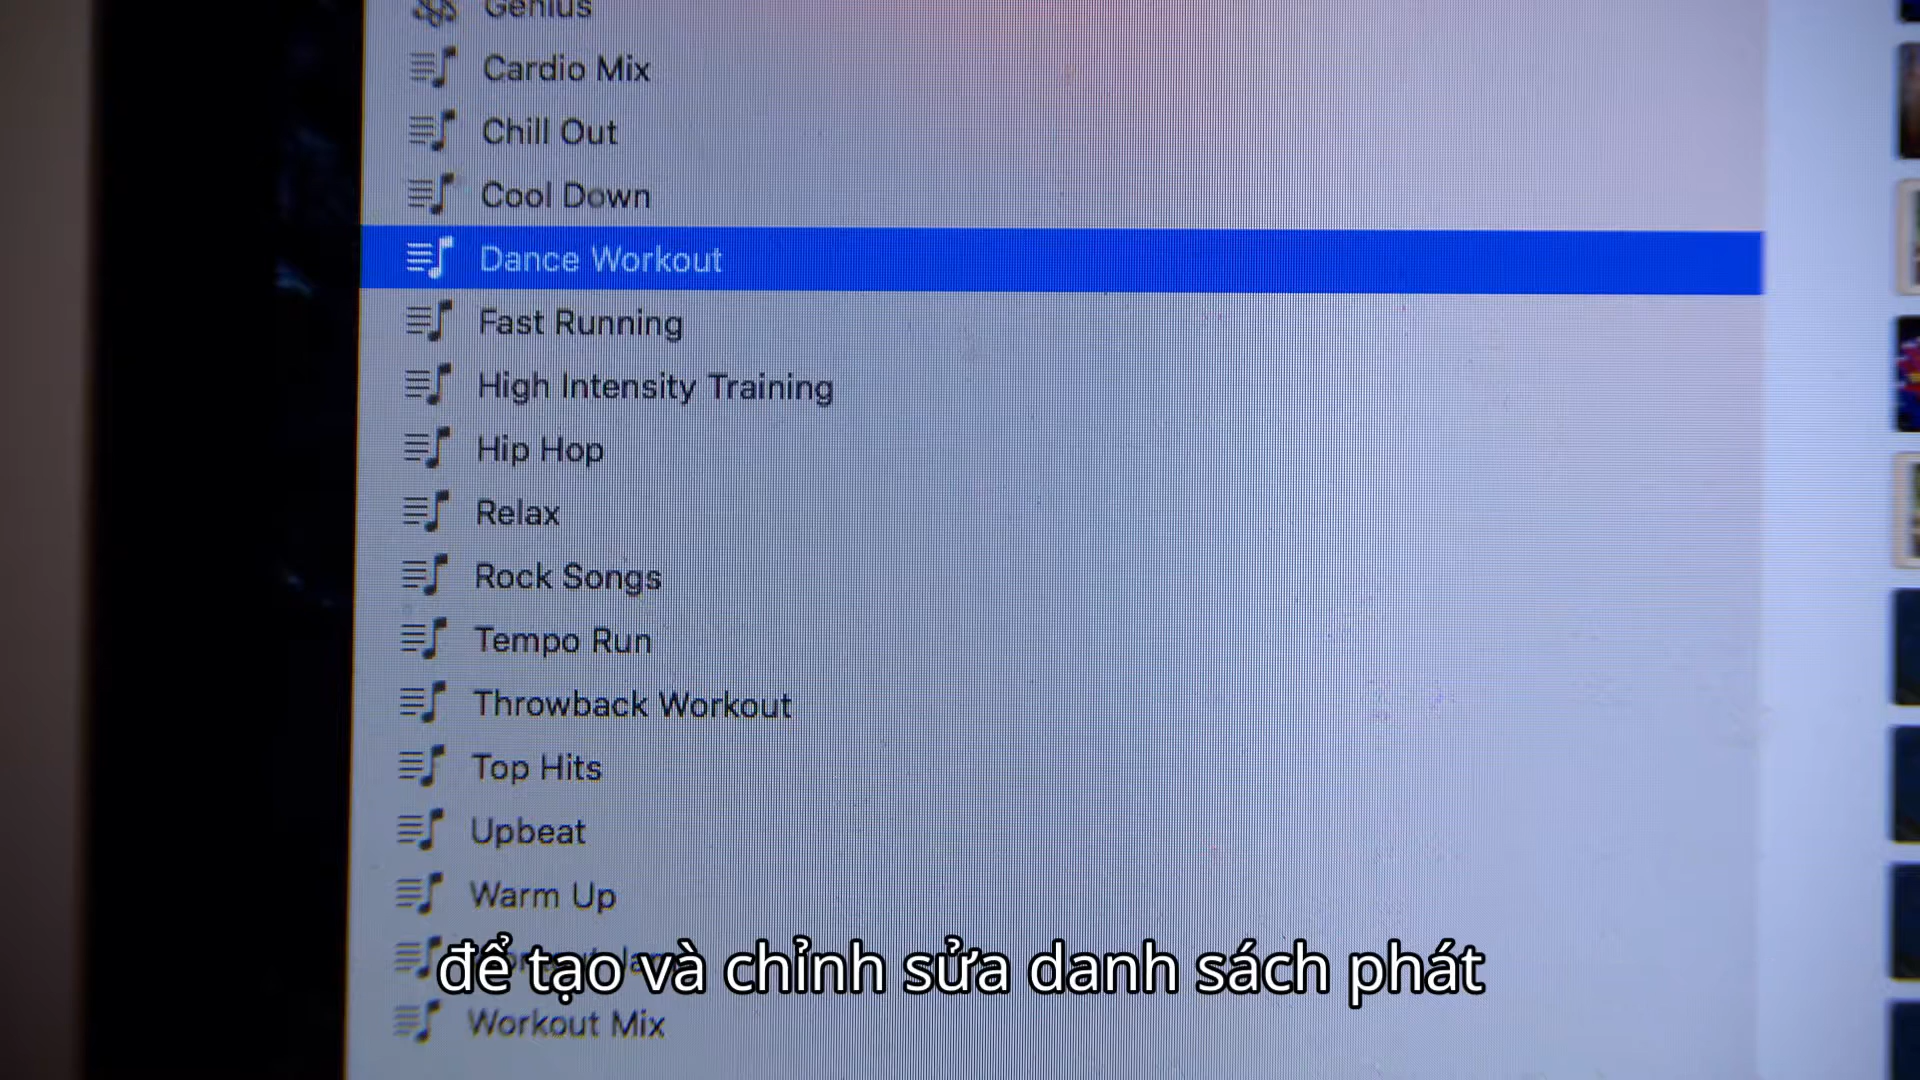 Genius
Cardio Mix
Chill Out
Cool Down
Dance Workout
Fast Running
High Intensity Training
Hip Hop
Relax
Rock Songs
Tempo Run
Throwback Workout
Top Hits
Upbeat
Warm Up
để tạo và chỉnh sửa danh sách phát
Workout Mix